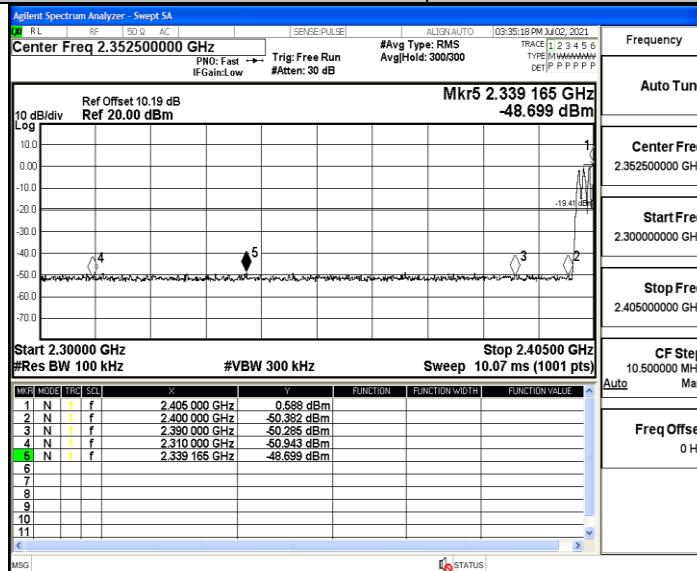 Agilent Spectrum Analyzer - Swept SA
RL RF 50 Ω AC SENSE:PULSE ALIGN AUTO 03:35:18 PM Jul 02, 2021
Center Freq 2.352500000 GHz
PNO: Fast
IFGain:Low
Trig: Free Run
#Atten: 30 dB
#Avg Type: RMS
Avg|Hold: 300/300
TRACE 1 2 3 4 5 6
TYPE M
DET P P P P P P
Ref Offset 10.19 dB
10 dB/div Ref 20.00 dBm
Log
Mkr5 2.339 165 GHz
-48.699 dBm
10.0
0.00
-10.0
-20.0
-30.0
-40.0
-50.0
-60.0
-70.0
1
-19.41 dBm
4
5
3
2
Start 2.30000 GHz Stop 2.40500 GHz
#Res BW 100 kHz #VBW 300 kHz Sweep 10.07 ms (1001 pts)
MKR MODE TRC SCL X Y FUNCTION FUNCTION WIDTH FUNCTION VALUE
1 N 1 f 2.405 000 GHz 0.588 dBm
2 N 1 f 2.400 000 GHz -50.382 dBm
3 N 1 f 2.390 000 GHz -50.285 dBm
4 N 1 f 2.310 000 GHz -50.943 dBm
5 N 1 f 2.339 165 GHz -48.699 dBm
6
7
8
9
10
11
MSG STATUS
Frequency
Auto Tun
Center Fre
2.352500000 GH
Start Fre
2.300000000 GH
Stop Fre
2.405000000 GH
CF Ste
10.500000 MH
Auto Ma
Freq Offse
0 H